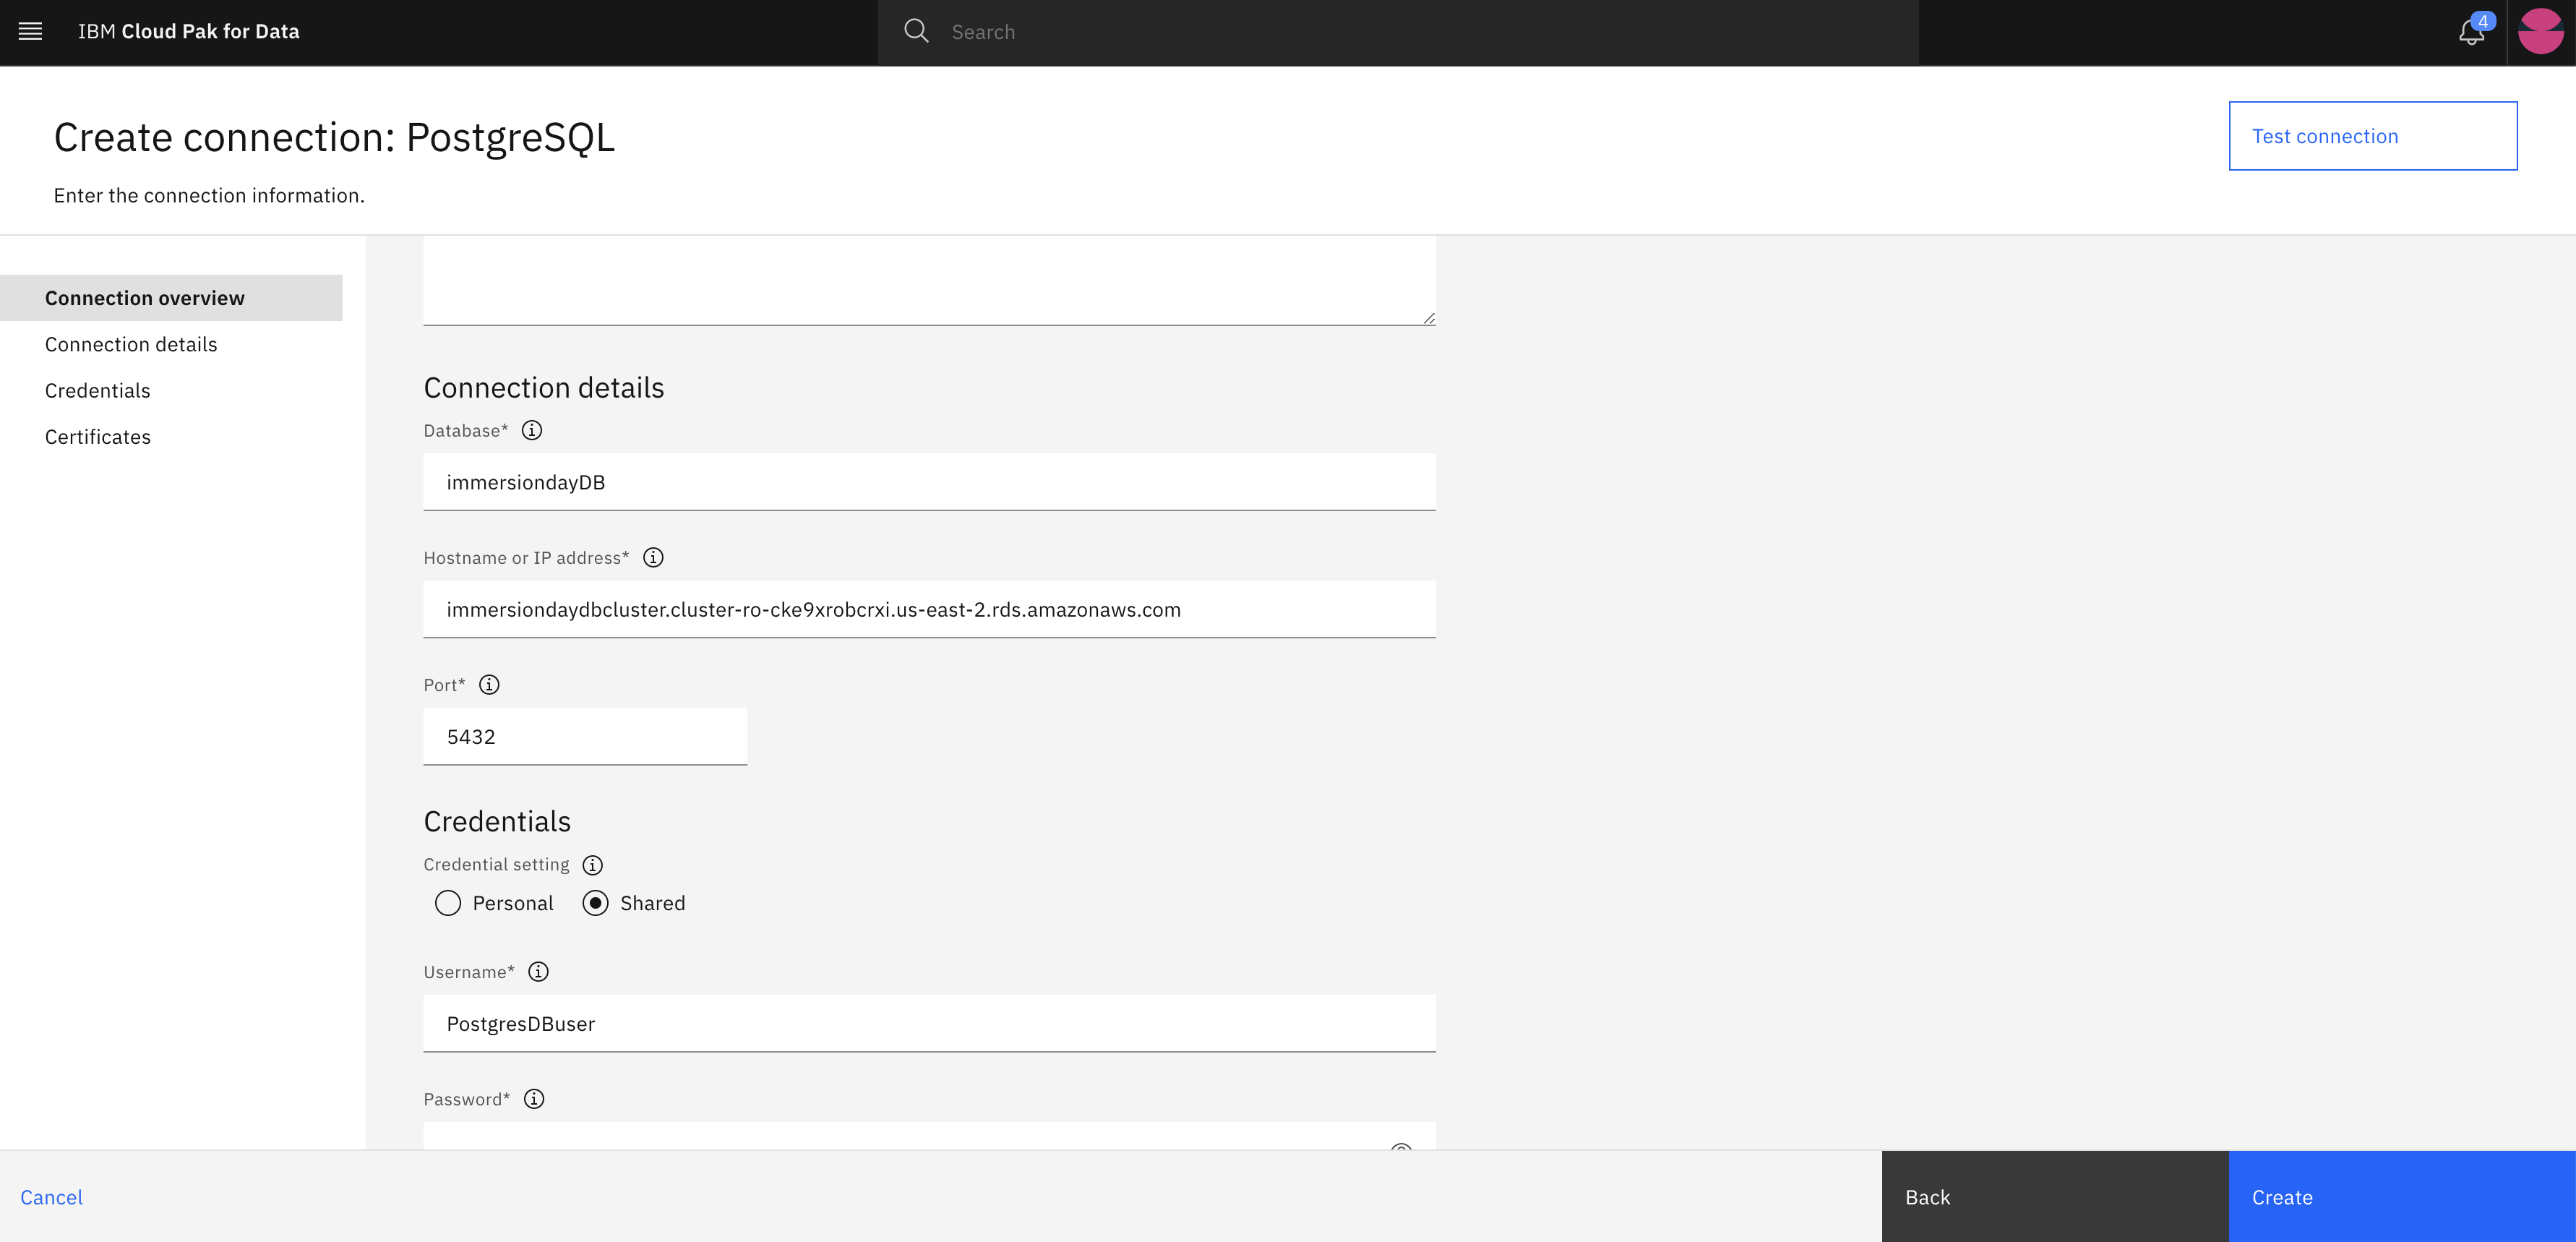 IBM Cloud Pak for Data
Search
4
Create connection: PostgreSQL
Test connection
Enter the connection information.
Connection overview
Connection details
Credentials
Certificates
Connection details
Database*
immersiondayDB
Hostname or IP address*
immersiondaydbcluster.cluster-ro-cke9xrobcrxi.us-east-2.rds.amazonaws.com
Port*
5432
Credentials
Credential setting
Personal Shared
Username*
PostgresDBuser
Password*
Cancel
Back
Create